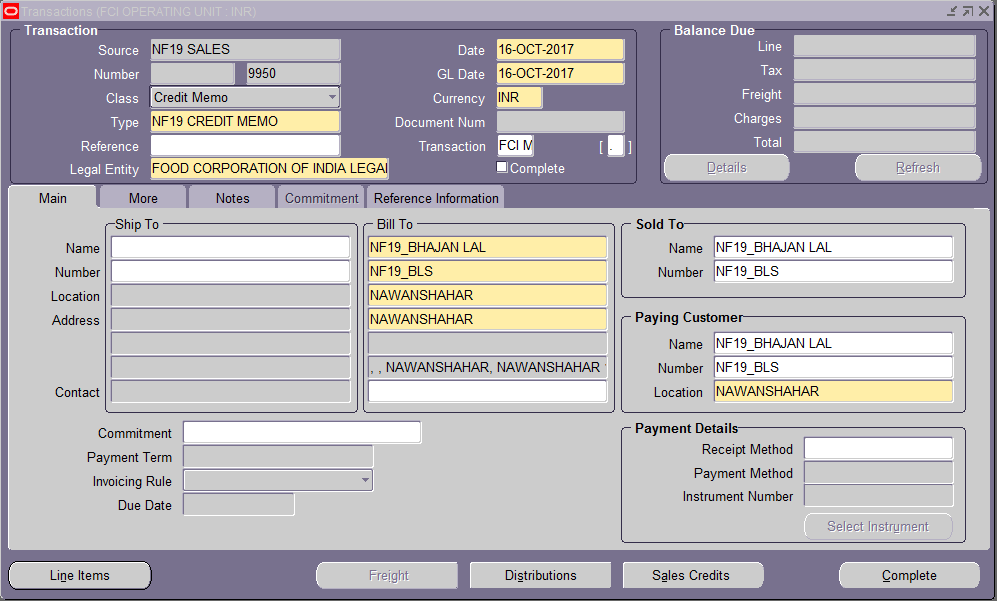 Transactions (FCI OPERATING UNIT : INR)
Transaction
Source NF19 SALES
Number 9950
Class Credit Memo
Type NF19 CREDIT MEMO
Reference
Legal Entity FOOD CORPORATION OF INDIA LEGAI
Date 16-OCT-2017
GL Date 16-OCT-2017
Currency INR
Document Num
Transaction FCI M [ . ]
Complete
Balance Due
Line
Tax
Freight
Charges
Total
Details Refresh
Main More Notes Commitment Reference Information
Ship To
Name
Number
Location
Address
Contact
Bill To
NF19_BHAJAN LAL
NF19_BLS
NAWANSHAHAR
NAWANSHAHAR
, , NAWANSHAHAR, NAWANSHAHAR
Sold To
Name NF19_BHAJAN LAL
Number NF19_BLS
Paying Customer
Name NF19_BHAJAN LAL
Number NF19_BLS
Location NAWANSHAHAR
Commitment
Payment Term
Invoicing Rule
Due Date
Payment Details
Receipt Method
Payment Method
Instrument Number
Select Instrument
Line Items Freight Distributions Sales Credits Complete